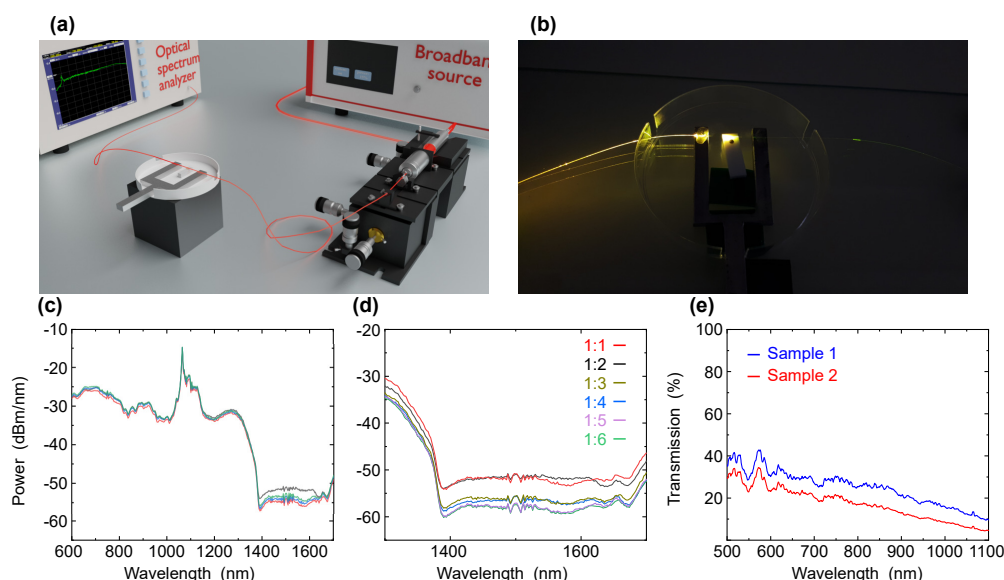 (a)
(b)
Optical
spectrum
analyzer
Broadband
source
(c)
(d)
(e)
-10
-20
-30
-40
-50
-60
Power (dBm/nm)
600 800 1000 1200 1400 1600
Wavelength (nm)
-20
-30
-40
-50
-60
1:1
1:2
1:3
1:4
1:5
1:6
1400 1600
Wavelength (nm)
100
80
60
40
20
Transmission (%)
Sample 1
Sample 2
500 600 700 800 900 1000 1100
Wavelength (nm)